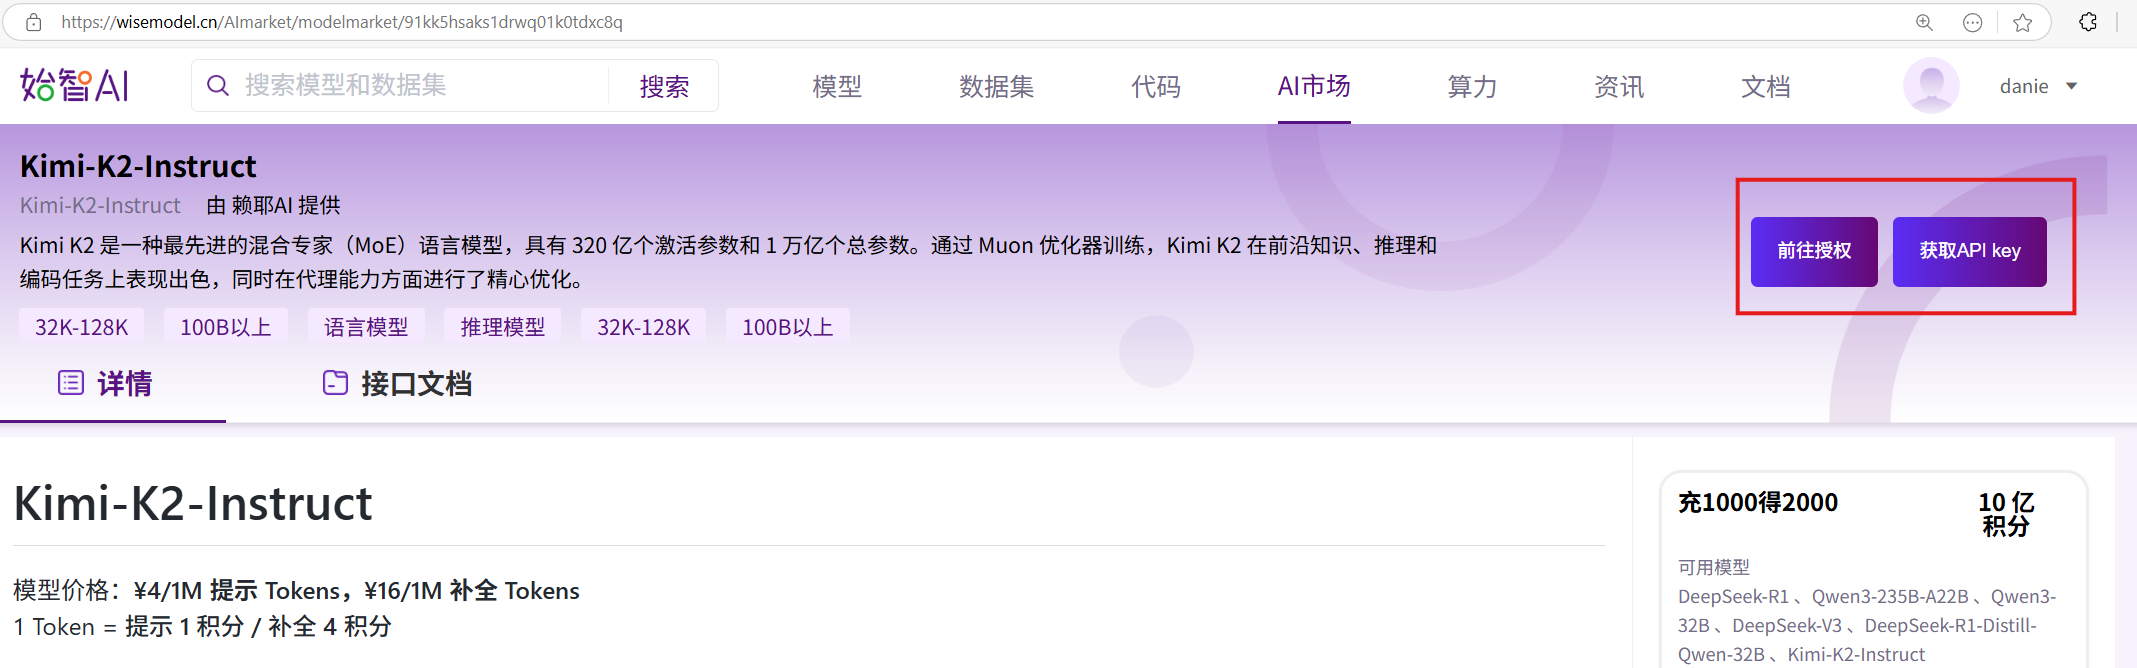 https://wisemodel.cn/AImarket/modelmarket/91kk5hsaks1drwq01k0tdxc8q
始智AI
搜索模型和数据集
搜索
模型
数据集
代码
AI市场
算力
资讯
文档
danie
Kimi-K2-Instruct
Kimi-K2-Instruct 由 赖耶AI 提供
Kimi K2 是一种最先进的混合专家（MoE）语言模型，具有 320 亿个激活参数和 1 万亿个总参数。通过 Muon 优化器训练，Kimi K2 在前沿知识、推理和
编码任务上表现出色，同时在代理能力方面进行了精心优化。
前往授权
获取API key
32K-128K
100B以上
语言模型
推理模型
32K-128K
100B以上
详情
接口文档
Kimi-K2-Instruct
模型价格：¥4/1M 提示 Tokens，¥16/1M 补全 Tokens
1 Token = 提示 1 积分 / 补全 4 积分
充1000得2000
10 亿
积分
可用模型
DeepSeek-R1 、Qwen3-235B-A22B 、Qwen3-
32B 、DeepSeek-V3 、DeepSeek-R1-Distill-
Qwen-32B 、Kimi-K2-Instruct